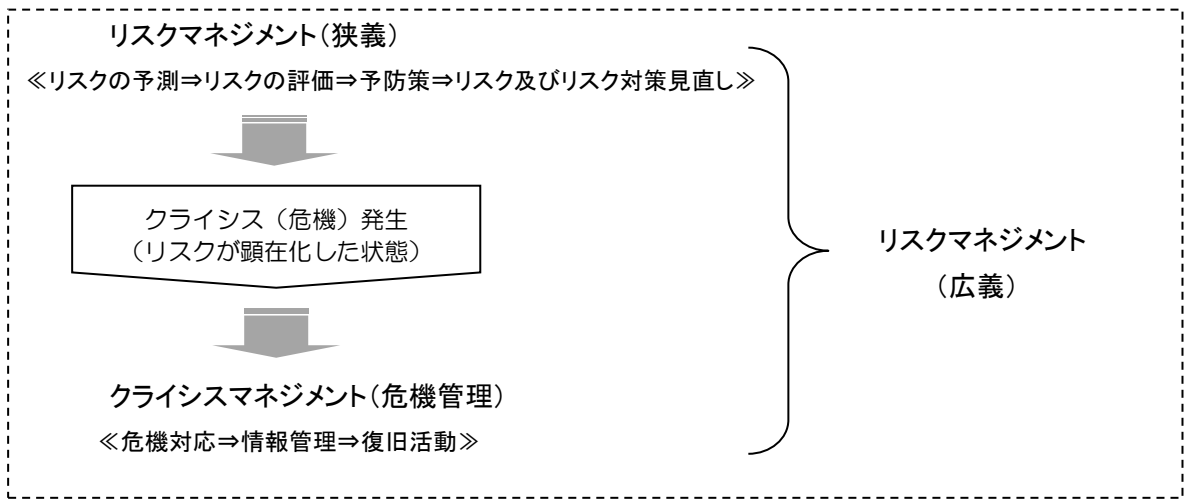 リスクマネジメント（狭義）
≪リスクの予測⇒リスクの評価⇒予防策⇒リスク及びリスク対策見直し≫
クライシス（危機）発生
（リスクが顕在化した状態）
リスクマネジメント
（広義）
クライシスマネジメント（危機管理）
≪危機対応⇒情報管理⇒復旧活動≫